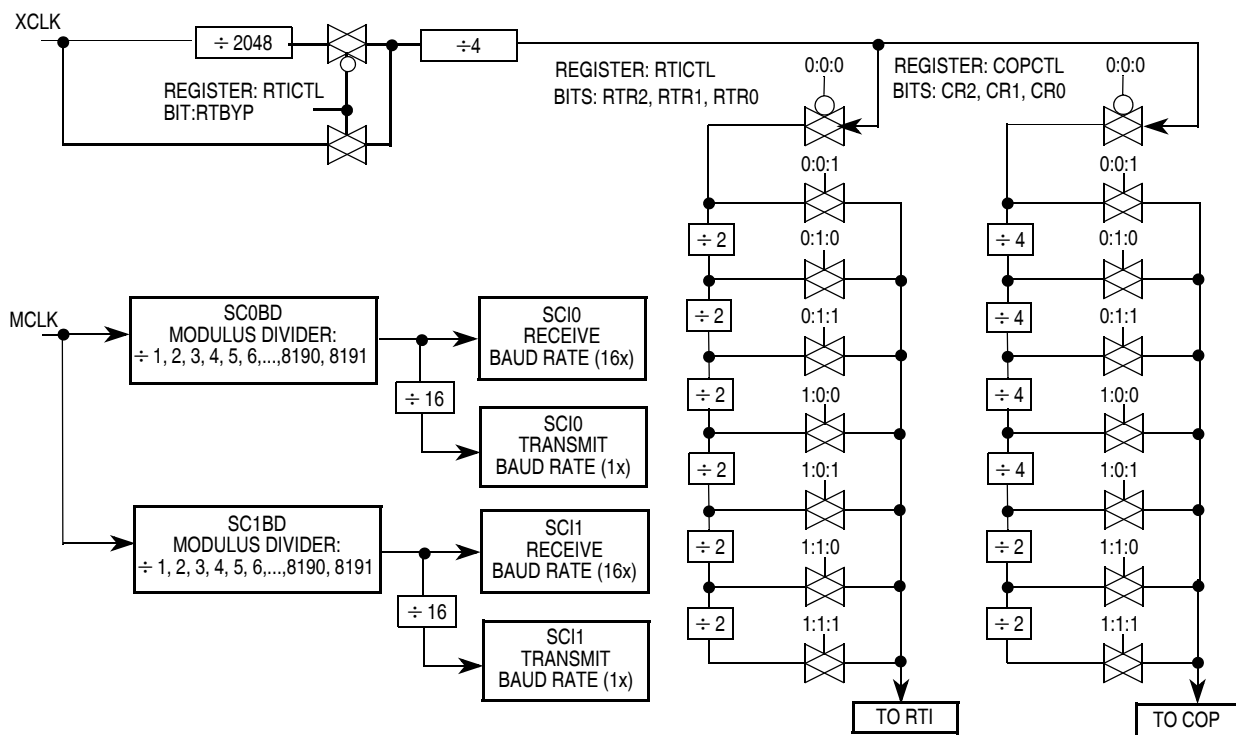 XCLK
÷ 2048
÷4
REGISTER: RTICTL
BIT:RTBYP
REGISTER: RTICTL
BITS: RTR2, RTR1, RTR0
0:0:0
REGISTER: COPCTL
BITS: CR2, CR1, CR0
0:0:0
0:0:1
÷ 2
0:1:0
÷ 2
0:1:1
÷ 2
1:0:0
÷ 2
1:0:1
÷ 2
1:1:0
÷ 2
1:1:1
TO RTI
0:0:1
÷ 4
0:1:0
÷ 4
0:1:1
÷ 4
1:0:0
÷ 4
1:0:1
÷ 2
1:1:0
÷ 2
1:1:1
TO COP
MCLK
SC0BD
MODULUS DIVIDER:
÷ 1, 2, 3, 4, 5, 6,...,8190, 8191
SCI0
RECEIVE
BAUD RATE (16x)
÷ 16
SCI0
TRANSMIT
BAUD RATE (1x)
SC1BD
MODULUS DIVIDER:
÷ 1, 2, 3, 4, 5, 6,...,8190, 8191
SCI1
RECEIVE
BAUD RATE (16x)
÷ 16
SCI1
TRANSMIT
BAUD RATE (1x)